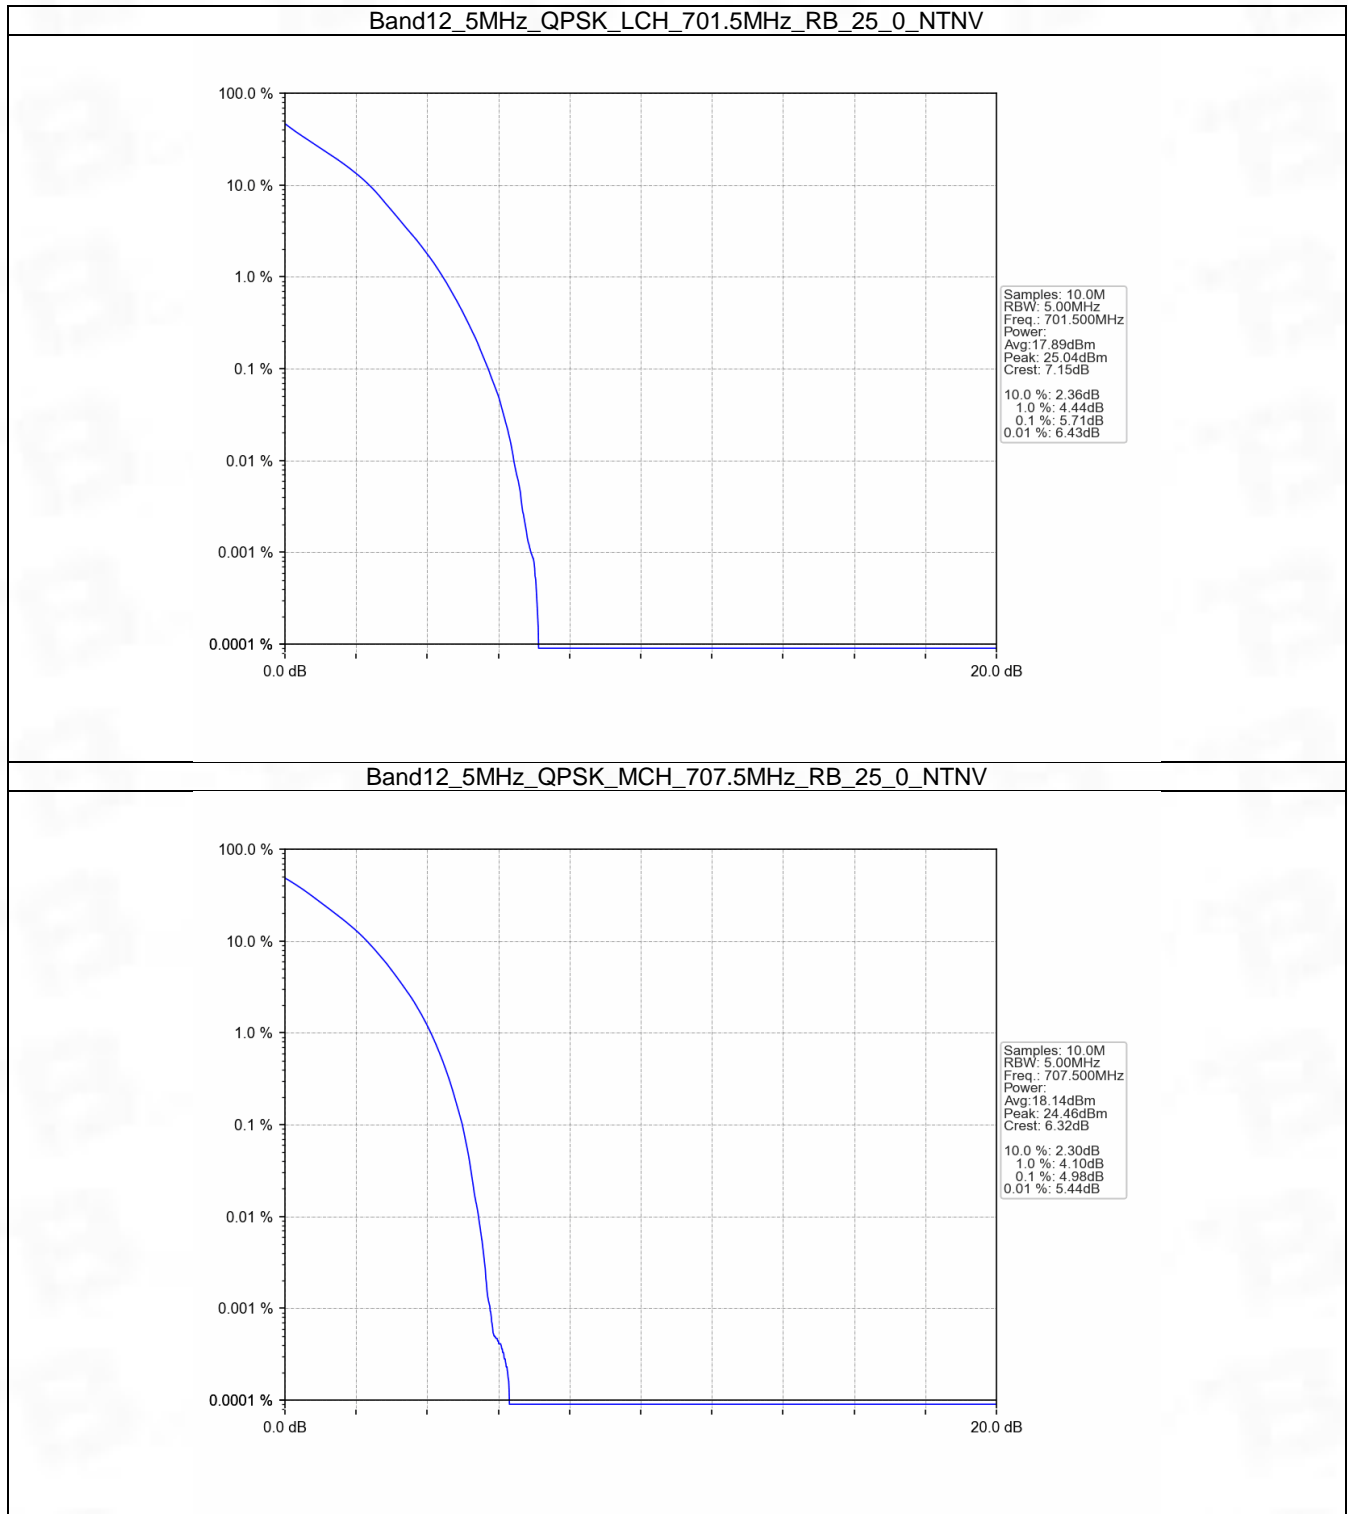 Band12_5MHz_QPSK_LCH_701.5MHz_RB_25_0_NTNV
100.0 %
10.0 %
1.0 %
0.1 %
0.01 %
0.001 %
0.0001 %
0.0 dB
20.0 dB
Samples: 10.0M
RBW: 5.00MHz
Freq.: 701.500MHz
Power:
Avg:17.89dBm
Peak: 25.04dBm
Crest: 7.15dB
10.0 %: 2.36dB
1.0 %: 4.44dB
0.1 %: 5.71dB
0.01 %: 6.43dB
Band12_5MHz_QPSK_MCH_707.5MHz_RB_25_0_NTNV
100.0 %
10.0 %
1.0 %
0.1 %
0.01 %
0.001 %
0.0001 %
0.0 dB
20.0 dB
Samples: 10.0M
RBW: 5.00MHz
Freq.: 707.500MHz
Power:
Avg:18.14dBm
Peak: 24.46dBm
Crest: 6.32dB
10.0 %: 2.30dB
1.0 %: 4.10dB
0.1 %: 4.98dB
0.01 %: 5.44dB